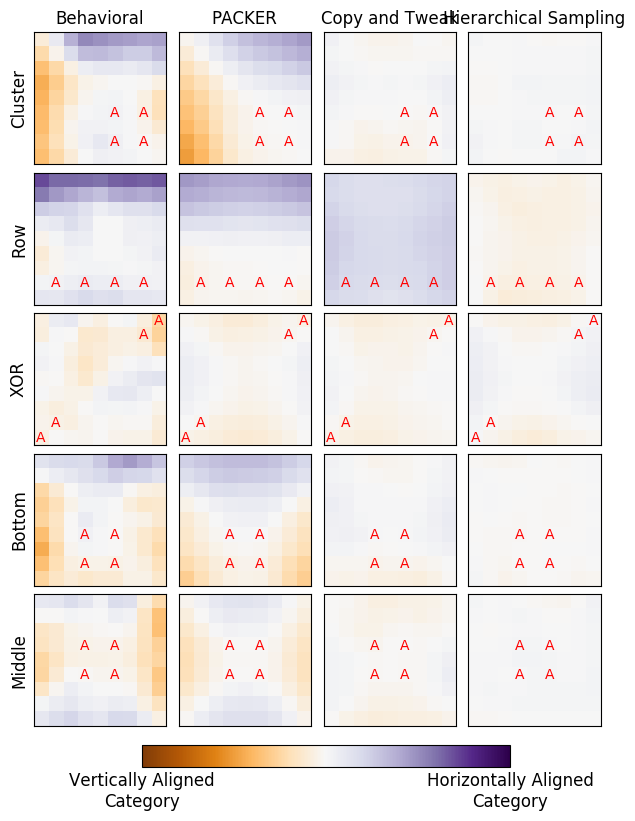 Behavioral PACKER Copy and Tweak Hierarchical Sampling
Cluster
A A A A A A A A
A A A A A A A A
Row
A A A A A A A A A A A A A A A A
XOR
A A A A
A A A A
A A A A
A A A A
Bottom
A A A A A A A A
A A A A A A A A
Middle
A A A A A A A A
A A A A A A A A
Vertically Aligned Horizontally Aligned
Category Category